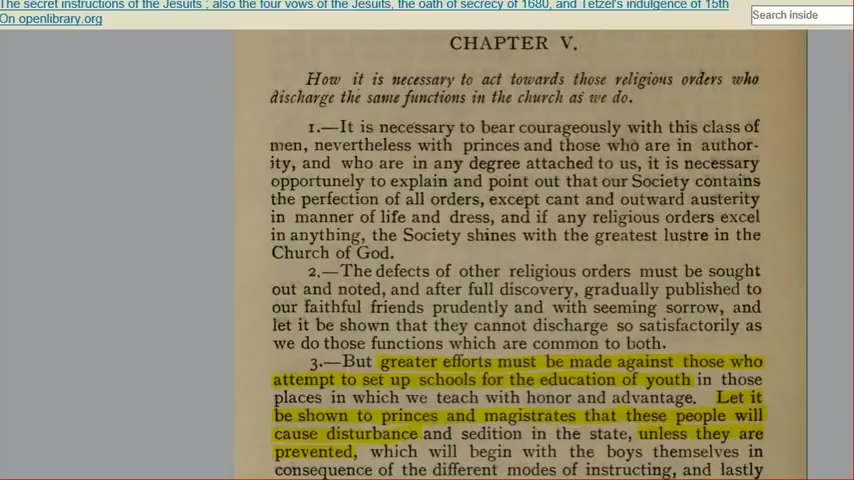 The secret instructions of the Jesuits ; also the four vows of the Jesuits, the oath of secrecy of 1680, and Tetzel's indulgence of 15th
On openlibrary.org
Search inside
CHAPTER V.
How it is necessary to act towards those religious orders who
discharge the same functions in the church as we do.
1.—It is necessary to bear courageously with this class of
men, nevertheless with princes and those who are in author-
ity, and who are in any degree attached to us, it is necessary
opportunely to explain and point out that our Society contains
the perfection of all orders, except cant and outward austerity
in manner of life and dress, and if any religious orders excel
in anything, the Society shines with the greatest lustre in the
Church of God.
2.—The defects of other religious orders must be sought
out and noted, and after full discovery, gradually published to
our faithful friends prudently and with seeming sorrow, and
let it be shown that they cannot discharge so satisfactorily as
we do those functions which are common to both.
3.—But greater efforts must be made against those who
attempt to set up schools for the education of youth in those
places in which we teach with honor and advantage. Let it
be shown to princes and magistrates that these people will
cause disturbance and sedition in the state, unless they are
prevented, which will begin with the boys themselves in
consequence of the different modes of instructing, and lastly